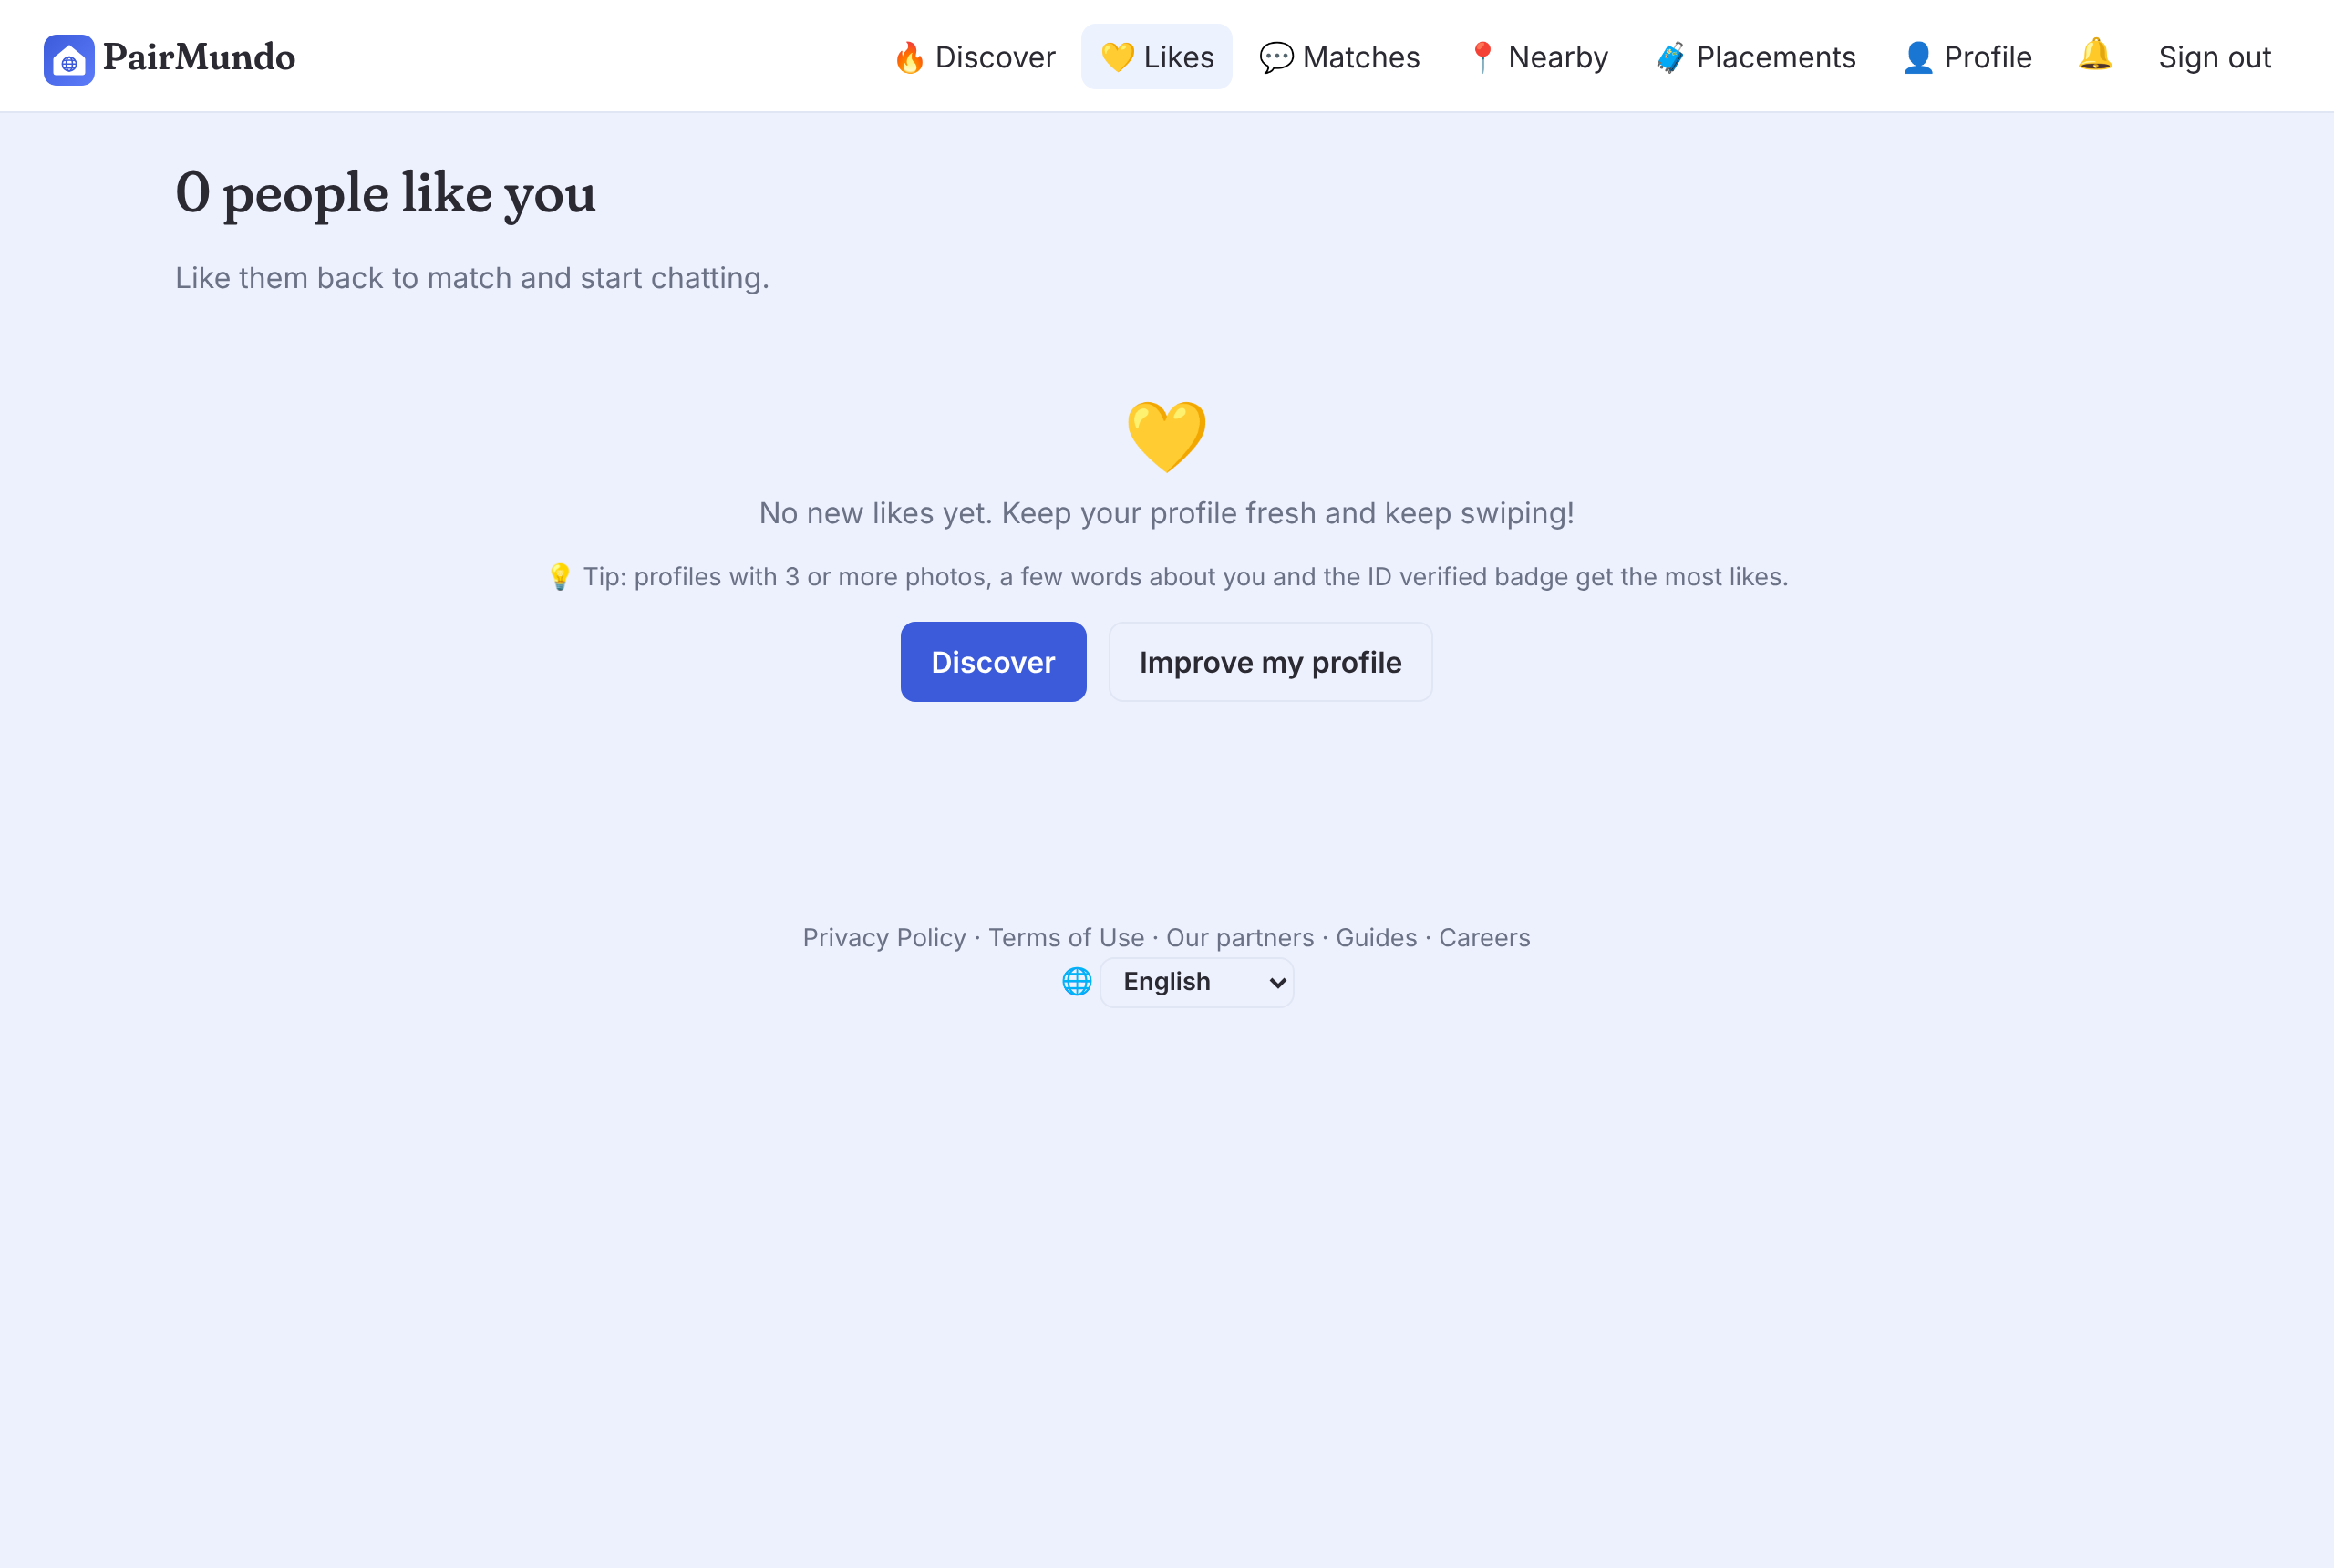 PairMundo
🔥 Discover 💛 Likes 💬 Matches 📍 Nearby 🧳 Placements 👤 Profile 🔔 Sign out
0 people like you
Like them back to match and start chatting.
No new likes yet. Keep your profile fresh and keep swiping!
💡 Tip: profiles with 3 or more photos, a few words about you and the ID verified badge get the most likes.
Discover Improve my profile
Privacy Policy · Terms of Use · Our partners · Guides · Careers
🌐 English